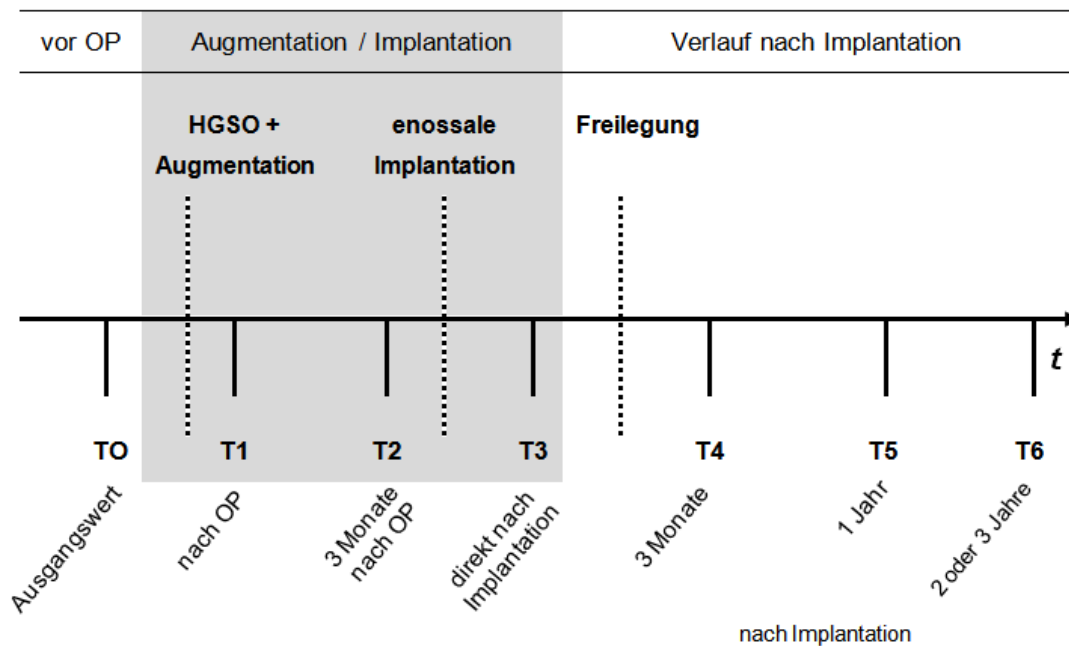 vor OP
Augmentation / Implantation
Verlauf nach Implantation
HGSO +
Augmentation
enossale
Implantation
Freilegung
t
TO
T1
T2
T3
T4
T5
T6
Ausgangswert
nach OP
3 Monate
nach OP
direkt nach
Implantation
3 Monate
1 Jahr
2 oder 3 Jahre
nach Implantation